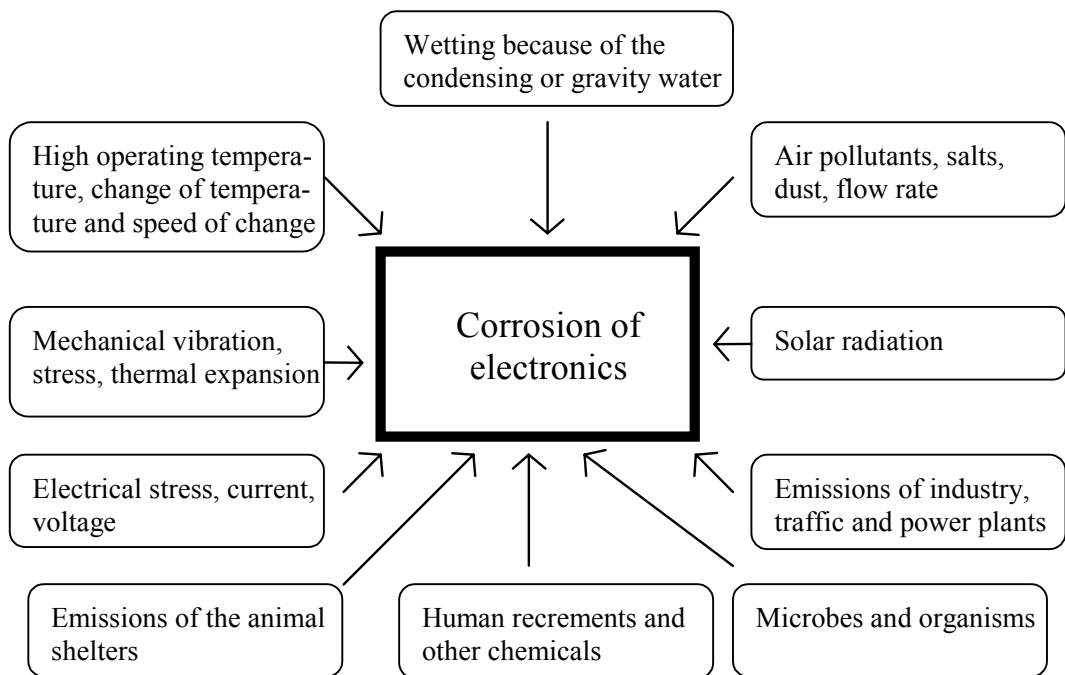 Wetting because of the
condensing or gravity water
High operating tempera-
ture, change of tempera-
ture and speed of change
Air pollutants, salts,
dust, flow rate
Mechanical vibration,
stress, thermal expansion
Corrosion of
electronics
Solar radiation
Electrical stress, current,
voltage
Emissions of industry,
traffic and power plants
Emissions of the animal
shelters
Human recrements and
other chemicals
Microbes and organisms